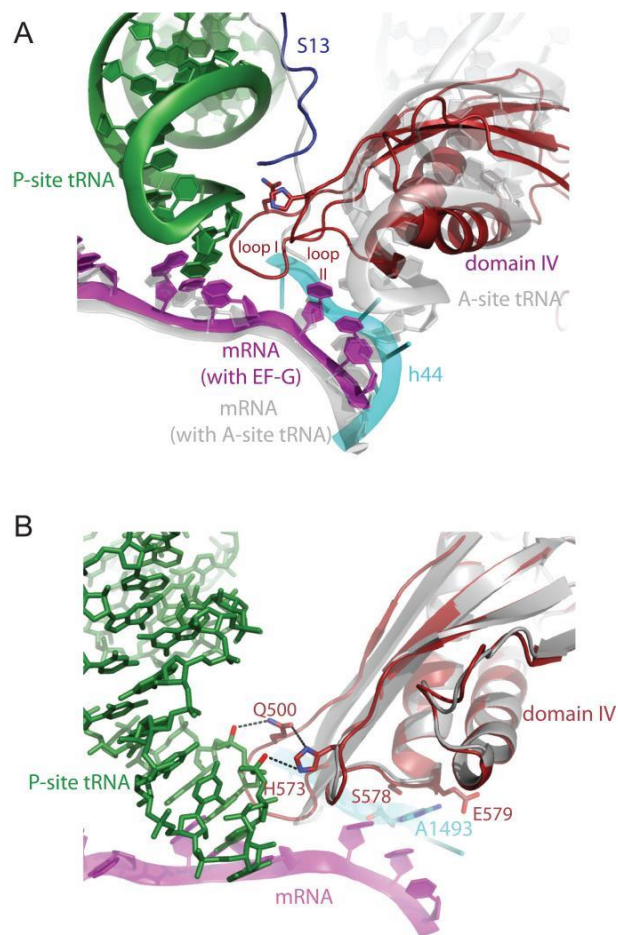 A
S13
P-site tRNA
loop I
loop
II
domain IV
A-site tRNA
mRNA
(with EF-G)
h44
mRNA
(with A-site tRNA)
B
Q500
domain IV
P-site tRNA
H573
S578
E579
A1493
mRNA